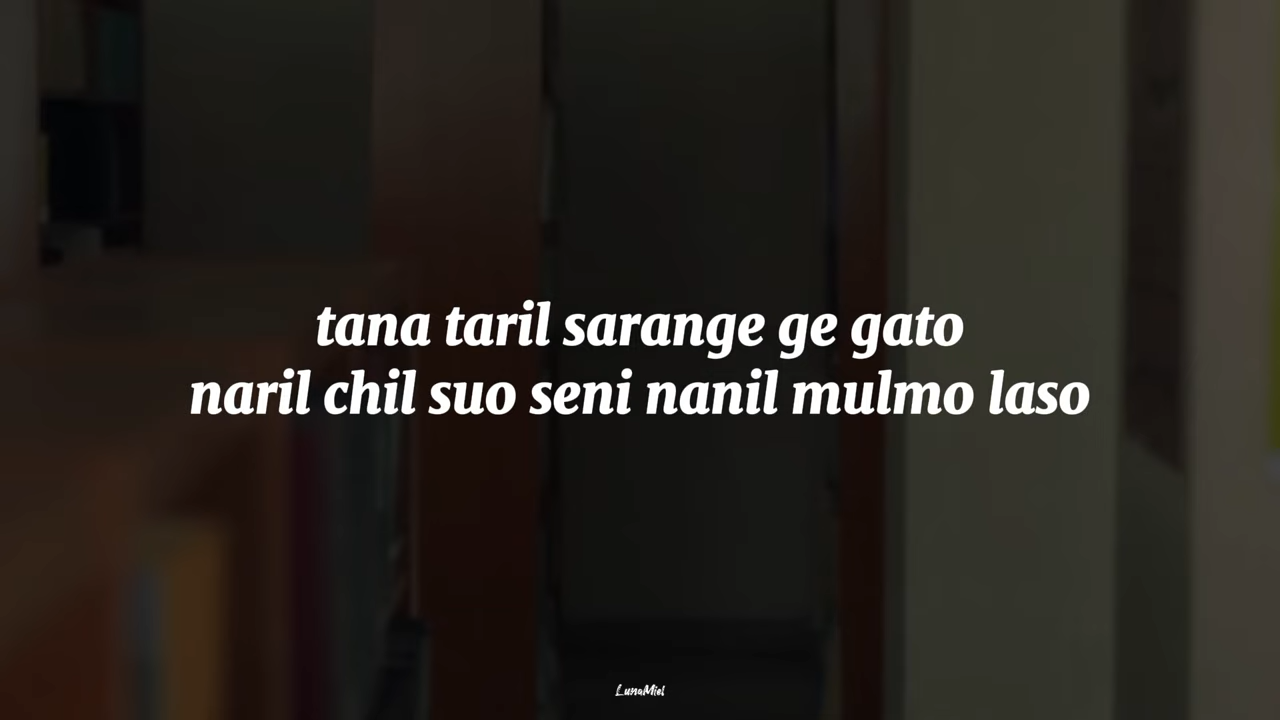 tana taril sarange ge gato
naril chil suo seni nanil mulmo laso
LunaMiel